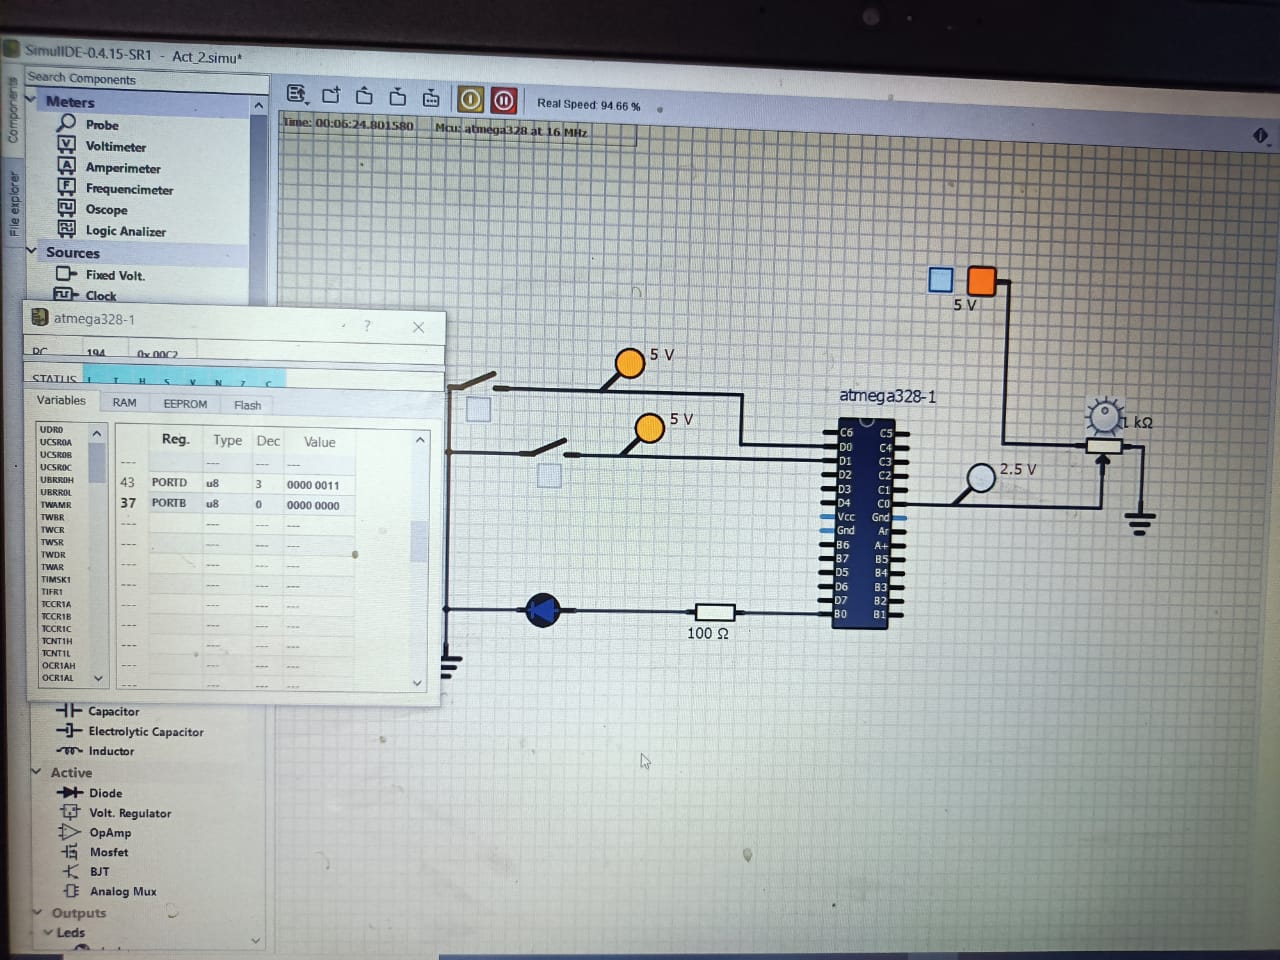 SimulIDE-0.4.15-SR1 - Act_2.simu*
Components
File explorer
Search Components
Meters
Probe
Voltimeter
Amperimeter
Frequencimeter
Oscope
Logic Analizer
Sources
Fixed Volt.
Clock
Real Speed: 94.66 %
Time: 00:06:24.801580 Mcu: atmega328 at 16 MHz
atmega328-1
?
PC 194 0x00C2
STATUS I T H S V N Z C
Variables RAM EEPROM Flash
UDR0
UCSR0A
UCSR0B
UCSR0C
UBRR0H
UBRR0L
TWAMR
TWBR
TWCR
TWSR
TWDR
TWAR
TIMSK1
TIFR1
TCCR1A
TCCR1B
TCCR1C
TCNT1H
TCNT1L
OCR1AH
OCR1AL
Reg. Type Dec Value
--- --- --- ---
43 PORTD u8 3 0000 0011
37 PORTB u8 0 0000 0000
--- --- --- ---
--- --- --- ---
--- --- --- ---
--- --- --- ---
--- --- --- ---
--- --- --- ---
--- --- --- ---
--- --- --- ---
--- --- --- ---
Capacitor
Electrolytic Capacitor
Inductor
Active
Diode
Volt. Regulator
OpAmp
Mosfet
BJT
Analog Mux
Outputs
Leds
5 V
5 V
5 V
atmega328-1
1 kΩ
2.5 V
100 Ω
C6 C5
D0 C4
D1 C3
D2 C2
D3 C1
D4 C0
Vcc Gnd
Gnd Ar
B6 A+
B7 B5
D5 B4
D6 B3
D7 B2
B0 B1